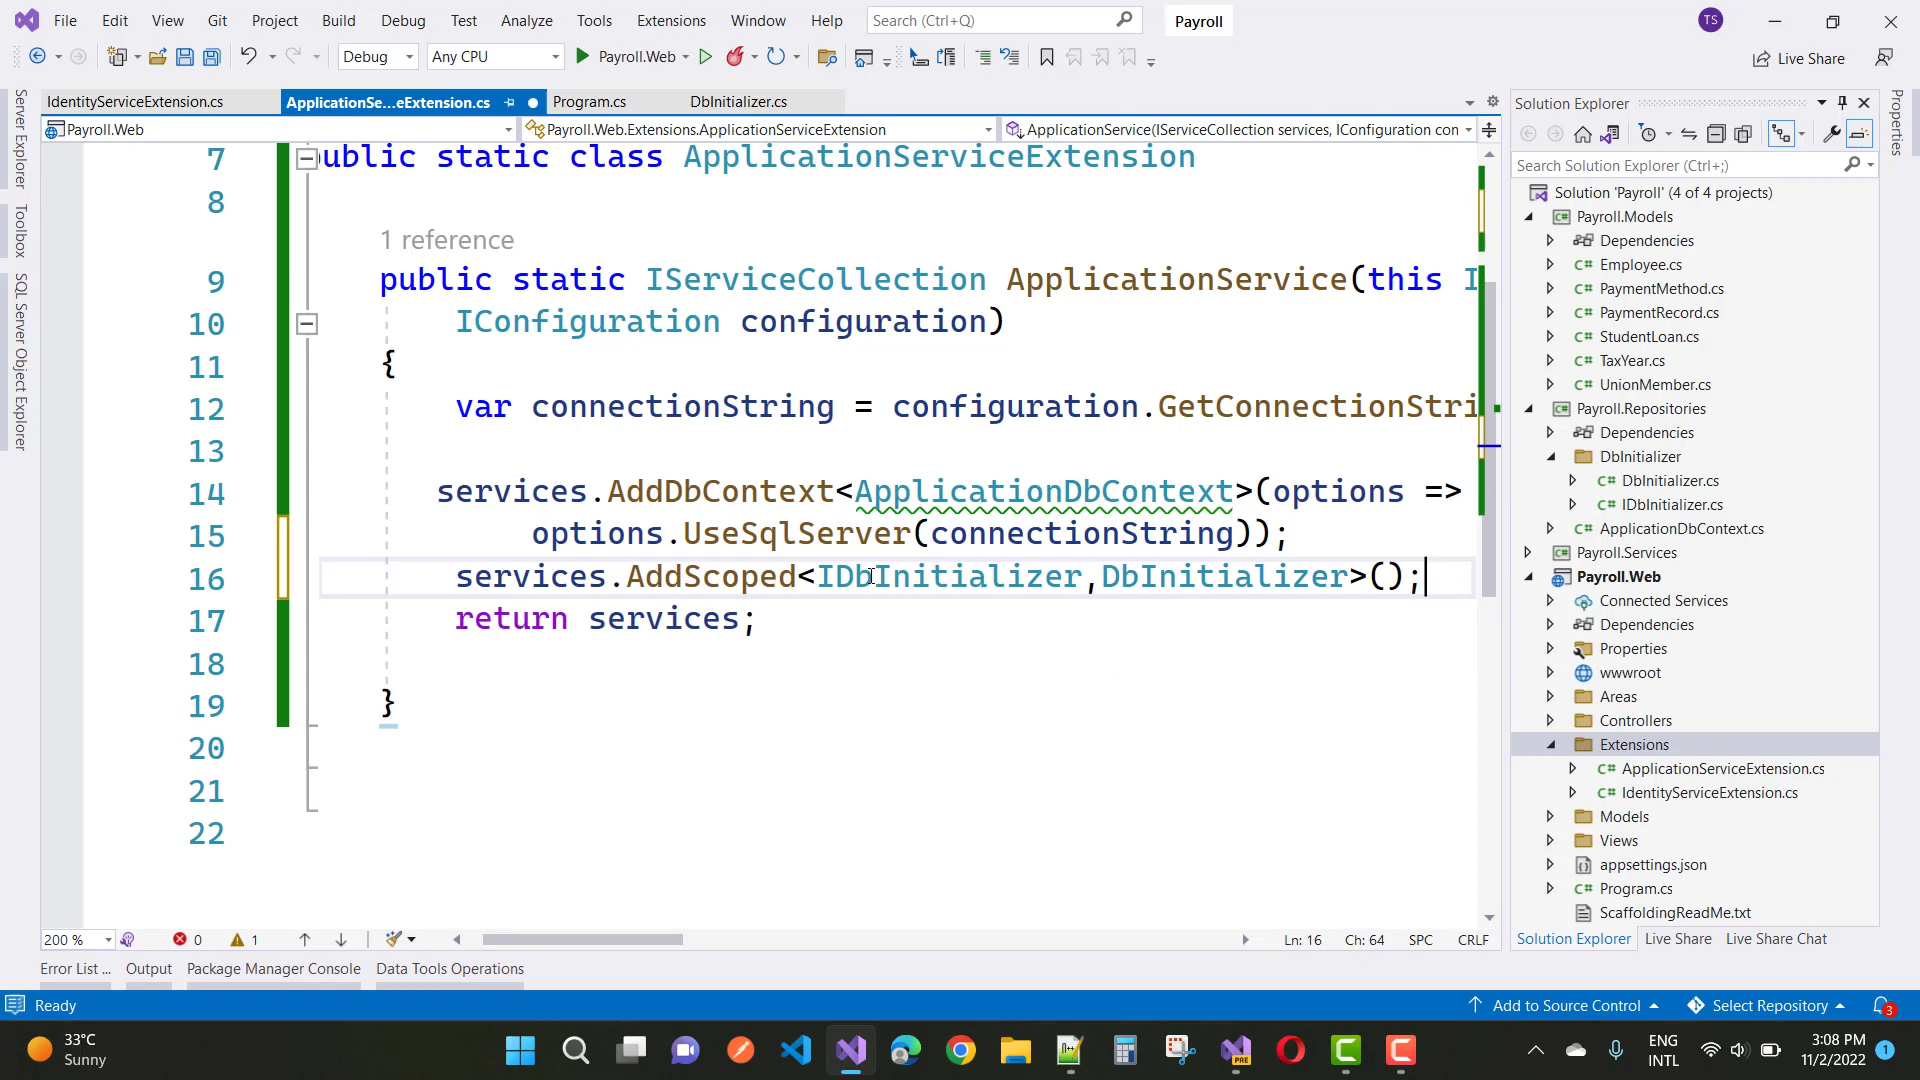 File Edit View Git Project Build Debug Test Analyze Tools Extensions Window Help Search (Ctrl+Q) Payroll TS
Debug Any CPU Payroll.Web Live Share
IdentityServiceExtension.cs ApplicationSe...eExtension.cs Program.cs DbInitializer.cs
Payroll.Web Payroll.Web.Extensions.ApplicationServiceExtension ApplicationService(IServiceCollection services, IConfiguration con
Server Explorer
Toolbox
SQL Server Object Explorer
7 public static class ApplicationServiceExtension
8
1 reference
9 public static IServiceCollection ApplicationService(this I
10 IConfiguration configuration)
11 {
12 var connectionString = configuration.GetConnectionStri
13
14 services.AddDbContext<ApplicationDbContext>(options =>
15 options.UseSqlServer(connectionString));
16 services.AddScoped<IDbInitializer,DbInitializer>();
17 return services;
18
19 }
20
21
22
200 % 0 1 Ln: 16 Ch: 64 SPC CRLF
Error List ... Output Package Manager Console Data Tools Operations
Solution Explorer
Properties
Search Solution Explorer (Ctrl+;)
Solution 'Payroll' (4 of 4 projects)
C# Payroll.Models
Dependencies
C# Employee.cs
C# PaymentMethod.cs
C# PaymentRecord.cs
C# StudentLoan.cs
C# TaxYear.cs
C# UnionMember.cs
C# Payroll.Repositories
Dependencies
DbInitializer
C# DbInitializer.cs
C# IDbInitializer.cs
C# ApplicationDbContext.cs
C# Payroll.Services
Payroll.Web
Connected Services
Dependencies
Properties
wwwroot
Areas
Controllers
Extensions
C# ApplicationServiceExtension.cs
C# IdentityServiceExtension.cs
Models
Views
appsettings.json
C# Program.cs
ScaffoldingReadMe.txt
Solution Explorer Live Share Live Share Chat
Ready Add to Source Control Select Repository 3
33°C
Sunny
PRE
ENG
INTL
3:08 PM
11/2/2022
1